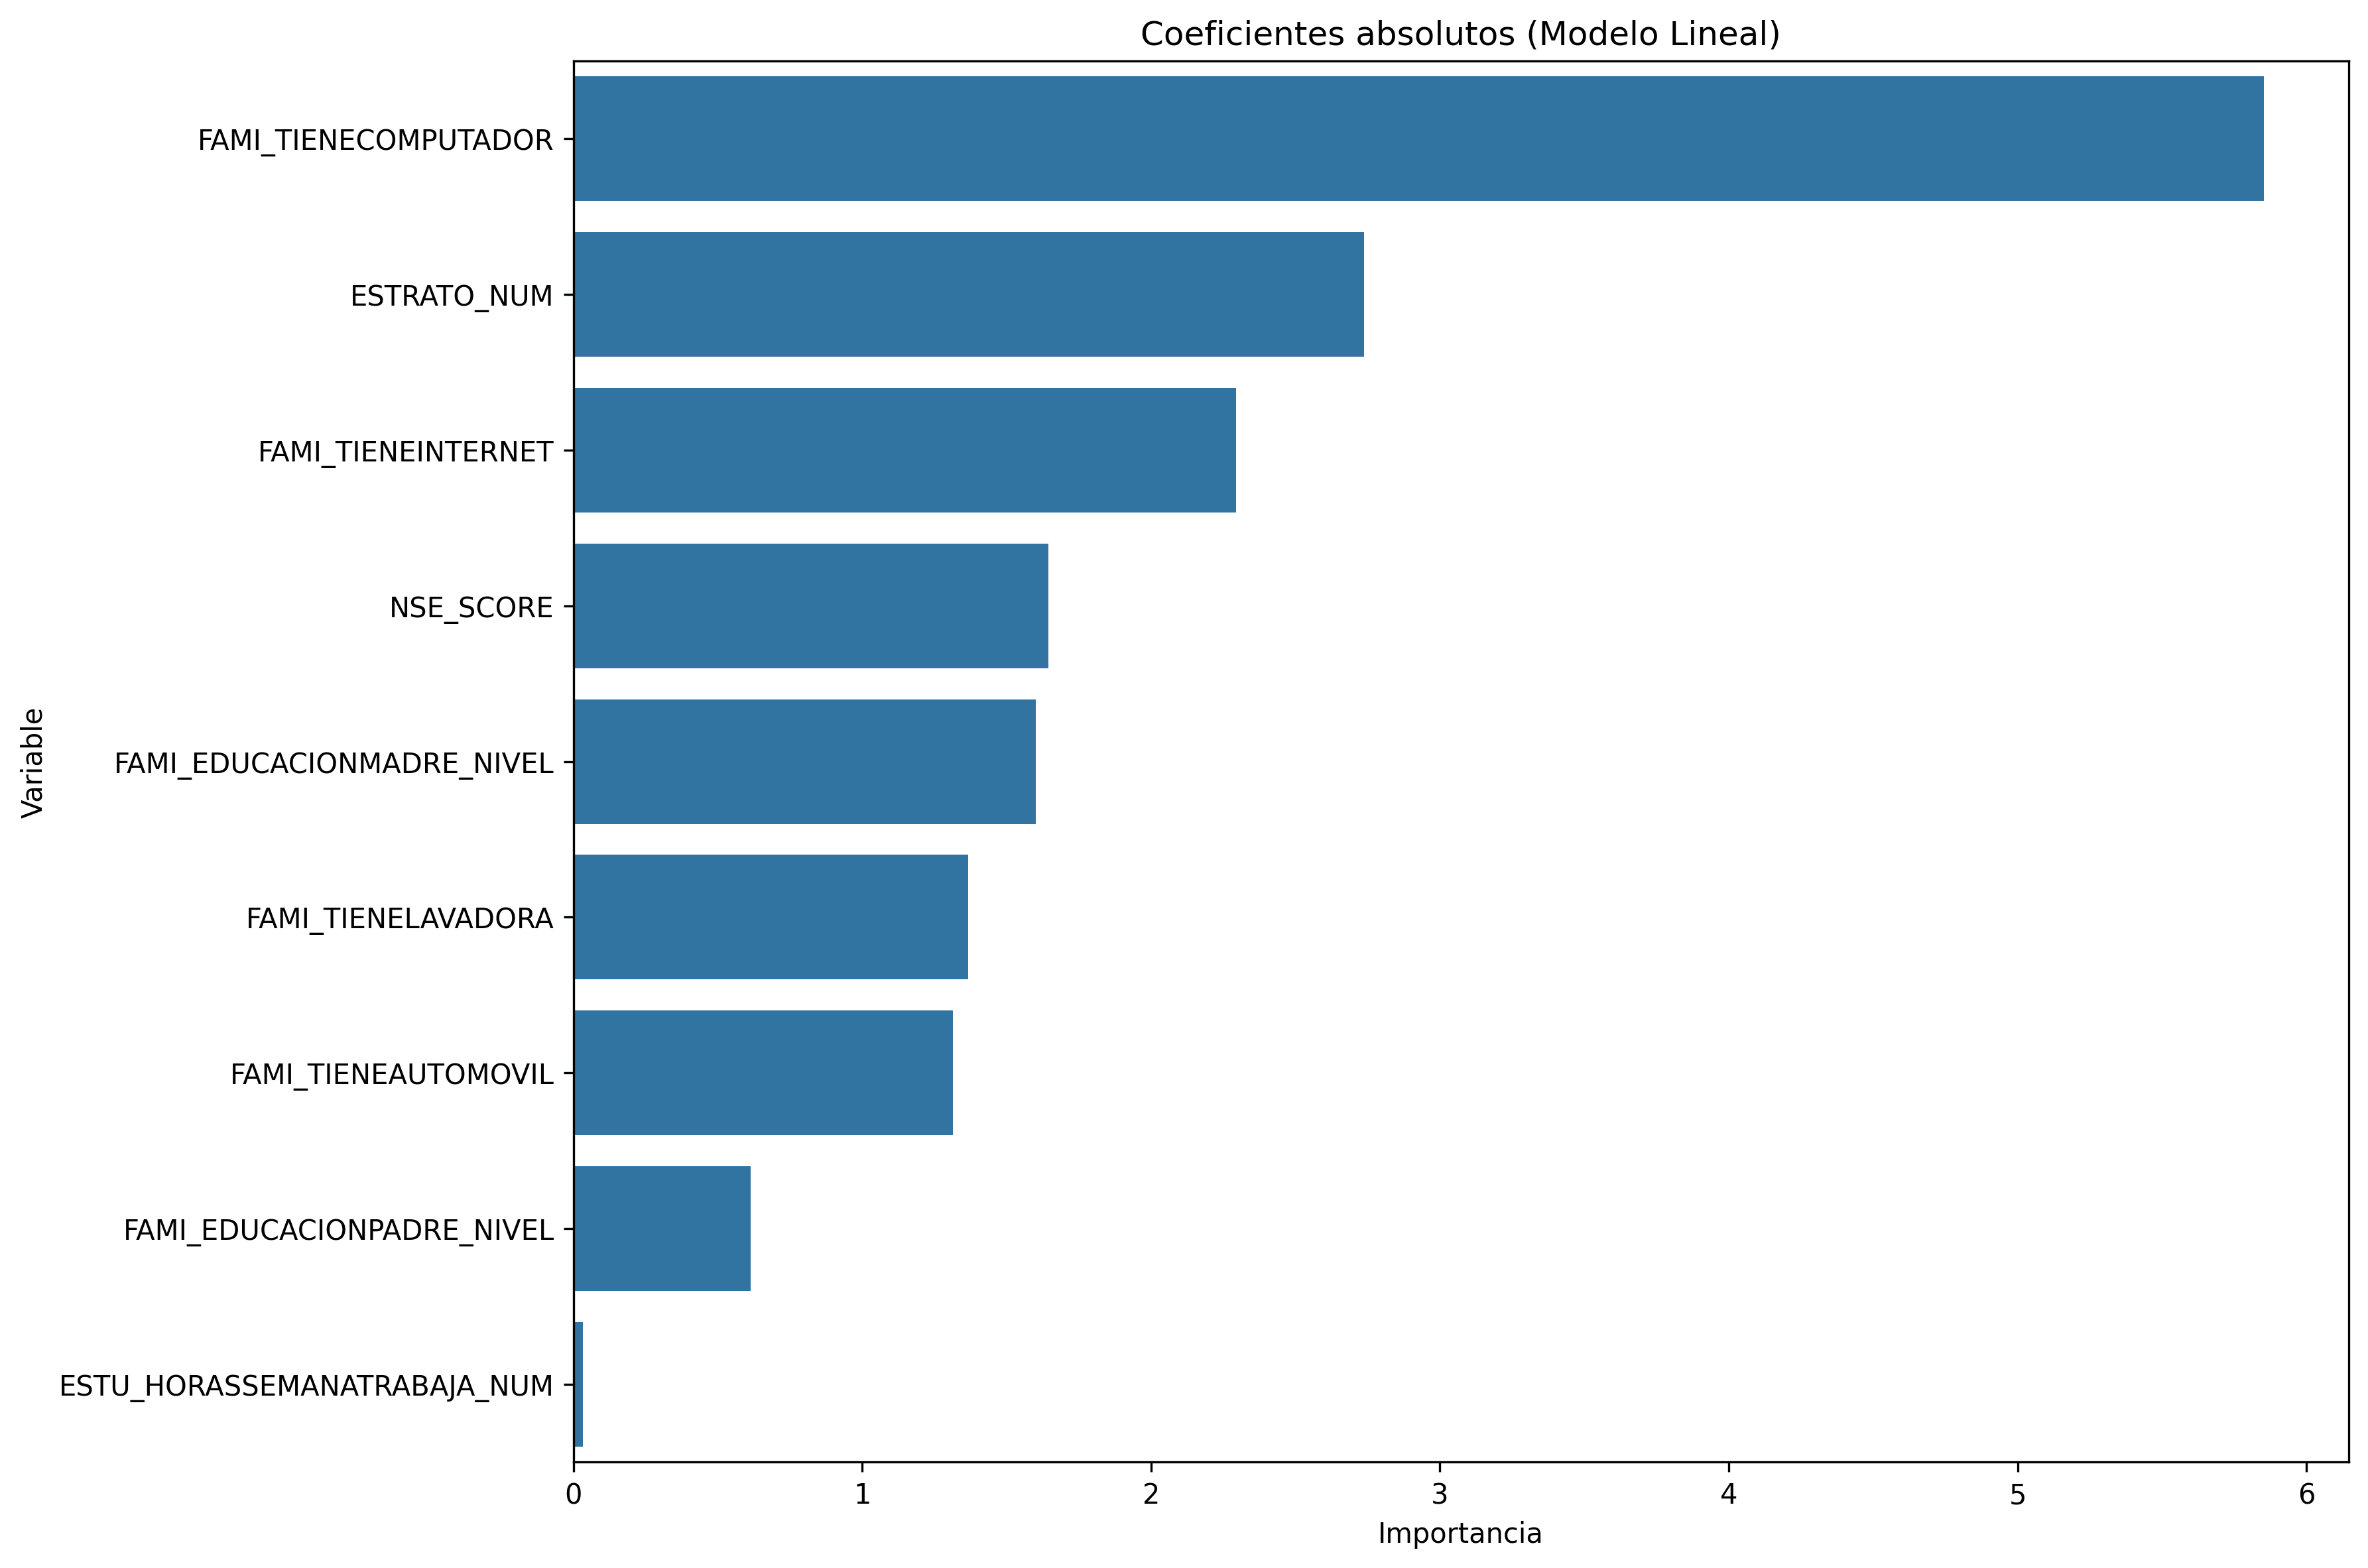 Coeficientes absolutos (Modelo Lineal)
Variable
FAMI_TIENECOMPUTADOR
ESTRATO_NUM
FAMI_TIENEINTERNET
NSE_SCORE
FAMI_EDUCACIONMADRE_NIVEL
FAMI_TIENELAVADORA
FAMI_TIENEAUTOMOVIL
FAMI_EDUCACIONPADRE_NIVEL
ESTU_HORASSEMANATRABAJA_NUM
0 1 2 3 4 5 6
Importancia